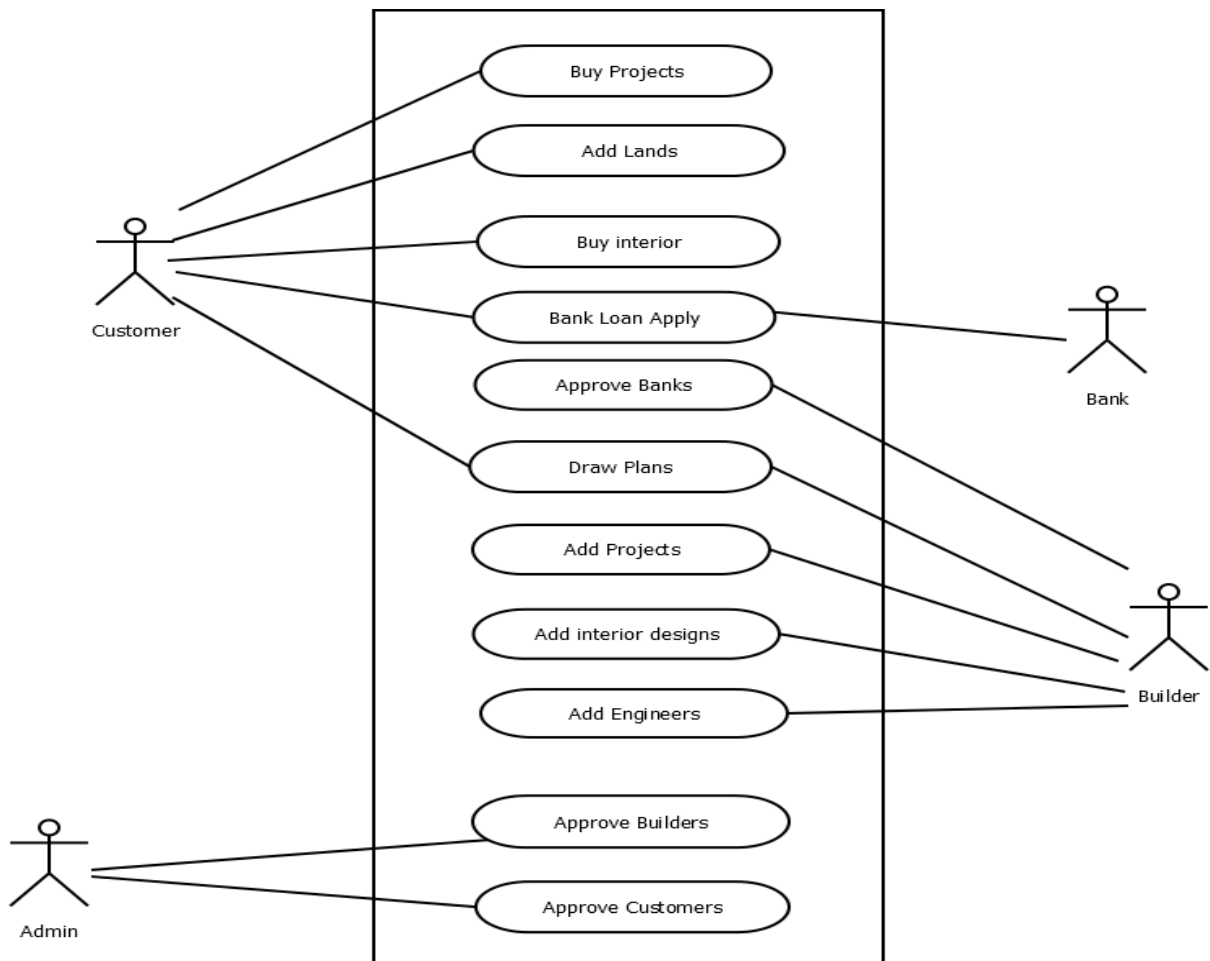 Buy Projects
Add Lands
Buy interior
Bank Loan Apply
Customer
Approve Banks
Bank
Draw Plans
Add Projects
Add interior designs
Builder
Add Engineers
Approve Builders
Approve Customers
Admin